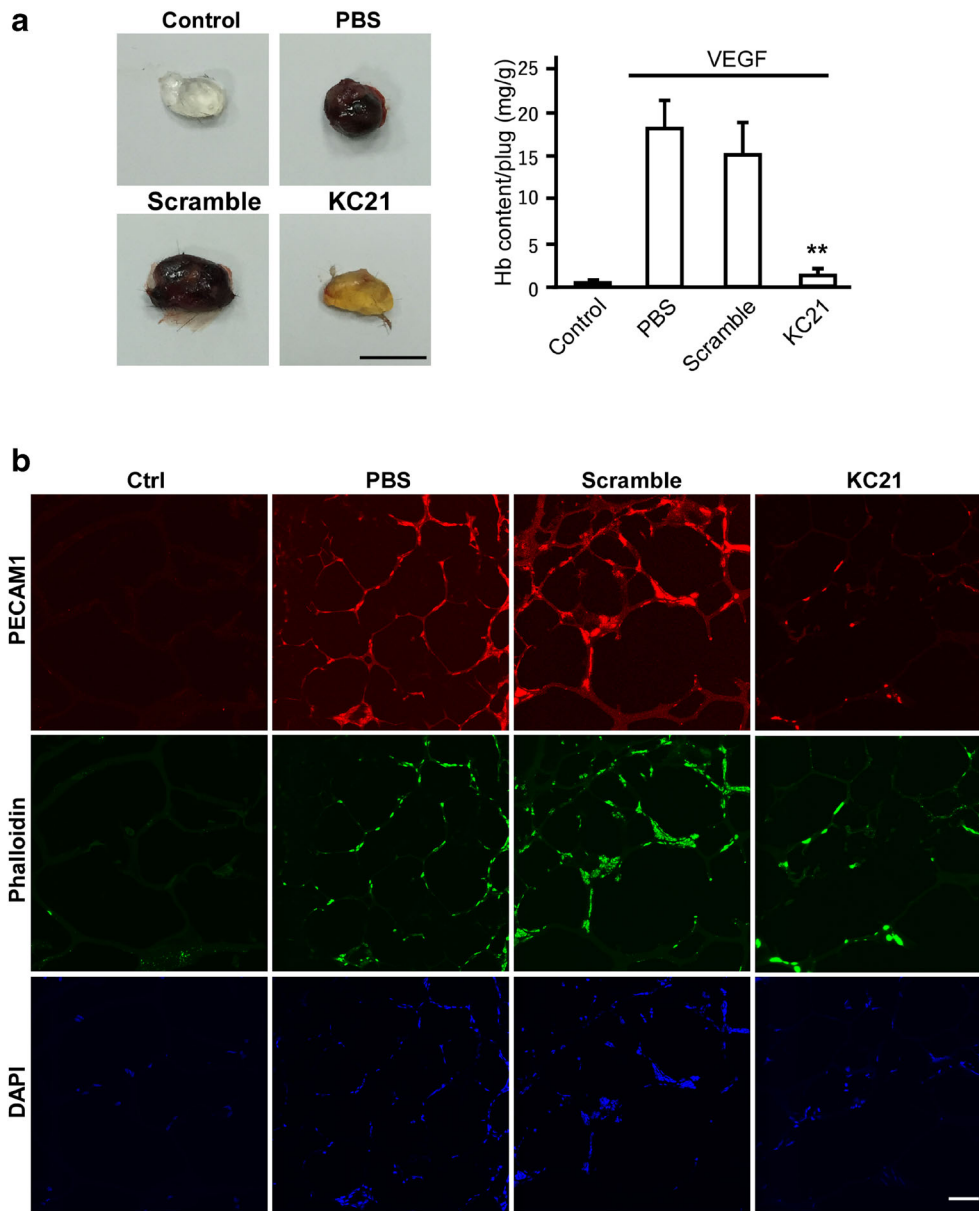 a
Control PBS
Scramble KC21
VEGF
Hb content/plug (mg/g)
25
20
15
10
5
0
**
Control PBS Scramble KC21
b
Ctrl PBS Scramble KC21
PECAM1
Phalloidin
DAPI